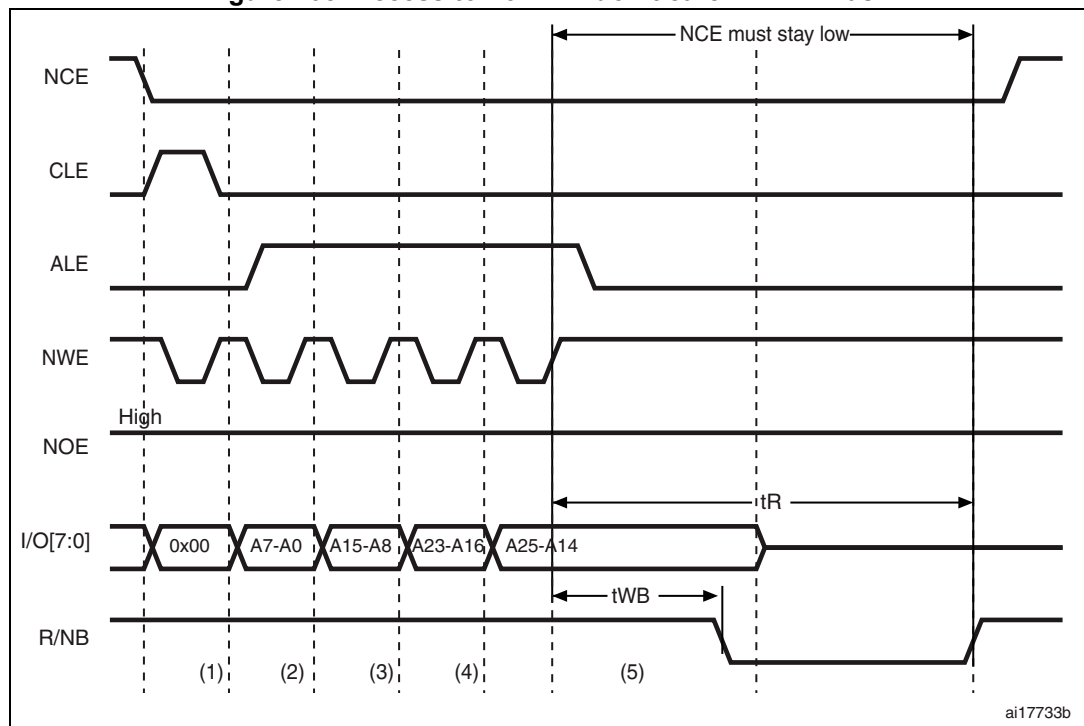 NCE must stay low
NCE
CLE
ALE
NWE
High
NOE
tR
I/O[7:0]
0x00
A7-A0
A15-A8
A23-A16
A25-A14
tWB
R/NB
(1)
(2)
(3)
(4)
(5)
ai17733b